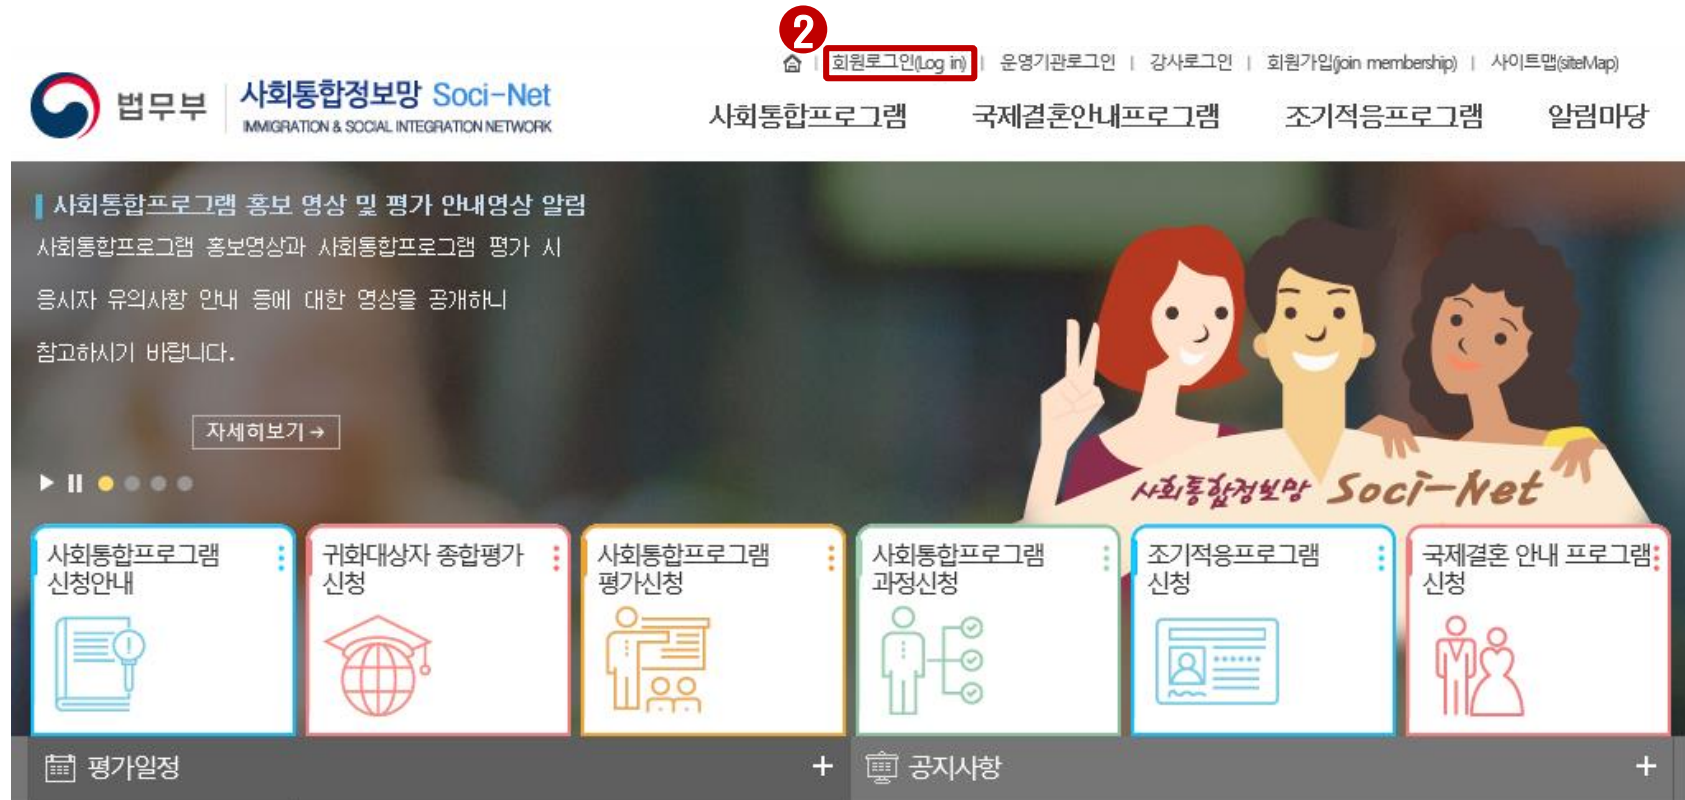 2
회원로그인(Log in) | 운영기관로그인 | 강사로그인 | 회원가입(join membership) | 사이트맵(siteMap)
법무부
사회통합정보망 Soci-Net
IMMIGRATION & SOCIAL INTEGRATION NETWORK
사회통합프로그램 국제결혼안내프로그램 조기적응프로그램 알림마당
사회통합프로그램 홍보 영상 및 평가 안내영상 알림
사회통합프로그램 홍보영상과 사회통합프로그램 평가 시
응시자 유의사항 안내 등에 대한 영상을 공개하니
참고하시기 바랍니다.
자세히보기→
사회통합정보망 Soci-Net
사회통합프로그램
신청안내
귀화대상자 종합평가
신청
사회통합프로그램
평가신청
사회통합프로그램
과정신청
조기적응프로그램
신청
국제결혼 안내 프로그램
신청
평가일정 +
공지사항 +